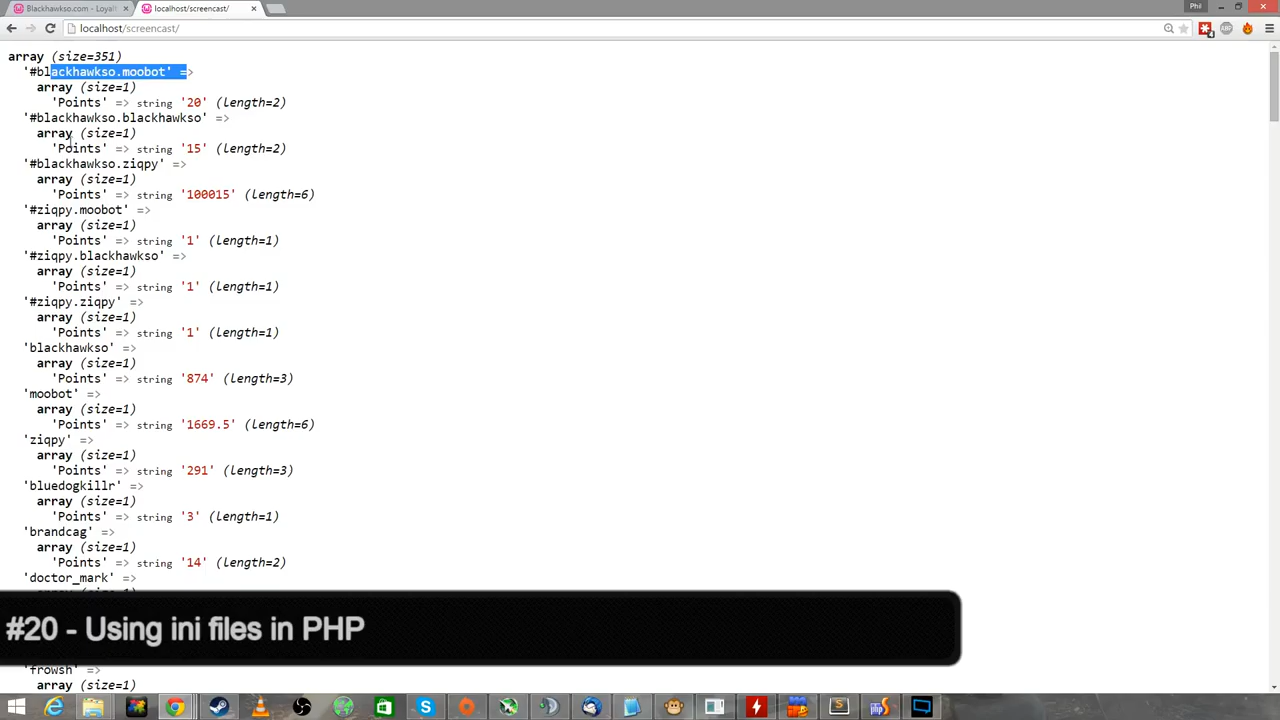 Blackhawkso.com - Loyalt
localhost/screencast/
Phil
localhost/screencast/
array (size=351)
'#blackhawkso.moobot' =>
array (size=1)
'Points' => string '20' (length=2)
'#blackhawkso.blackhawkso' =>
array (size=1)
'Points' => string '15' (length=2)
'#blackhawkso.ziqpy' =>
array (size=1)
'Points' => string '100015' (length=6)
'#ziqpy.moobot' =>
array (size=1)
'Points' => string '1' (length=1)
'#ziqpy.blackhawkso' =>
array (size=1)
'Points' => string '1' (length=1)
'#ziqpy.ziqpy' =>
array (size=1)
'Points' => string '1' (length=1)
'blackhawkso' =>
array (size=1)
'Points' => string '874' (length=3)
'moobot' =>
array (size=1)
'Points' => string '1669.5' (length=6)
'ziqpy' =>
array (size=1)
'Points' => string '291' (length=3)
'bluedogkillr' =>
array (size=1)
'Points' => string '3' (length=1)
'brandcag' =>
array (size=1)
'Points' => string '14' (length=2)
'doctor_mark' =>
#20 - Using ini files in PHP
'frowsh' =>
array (size=1)